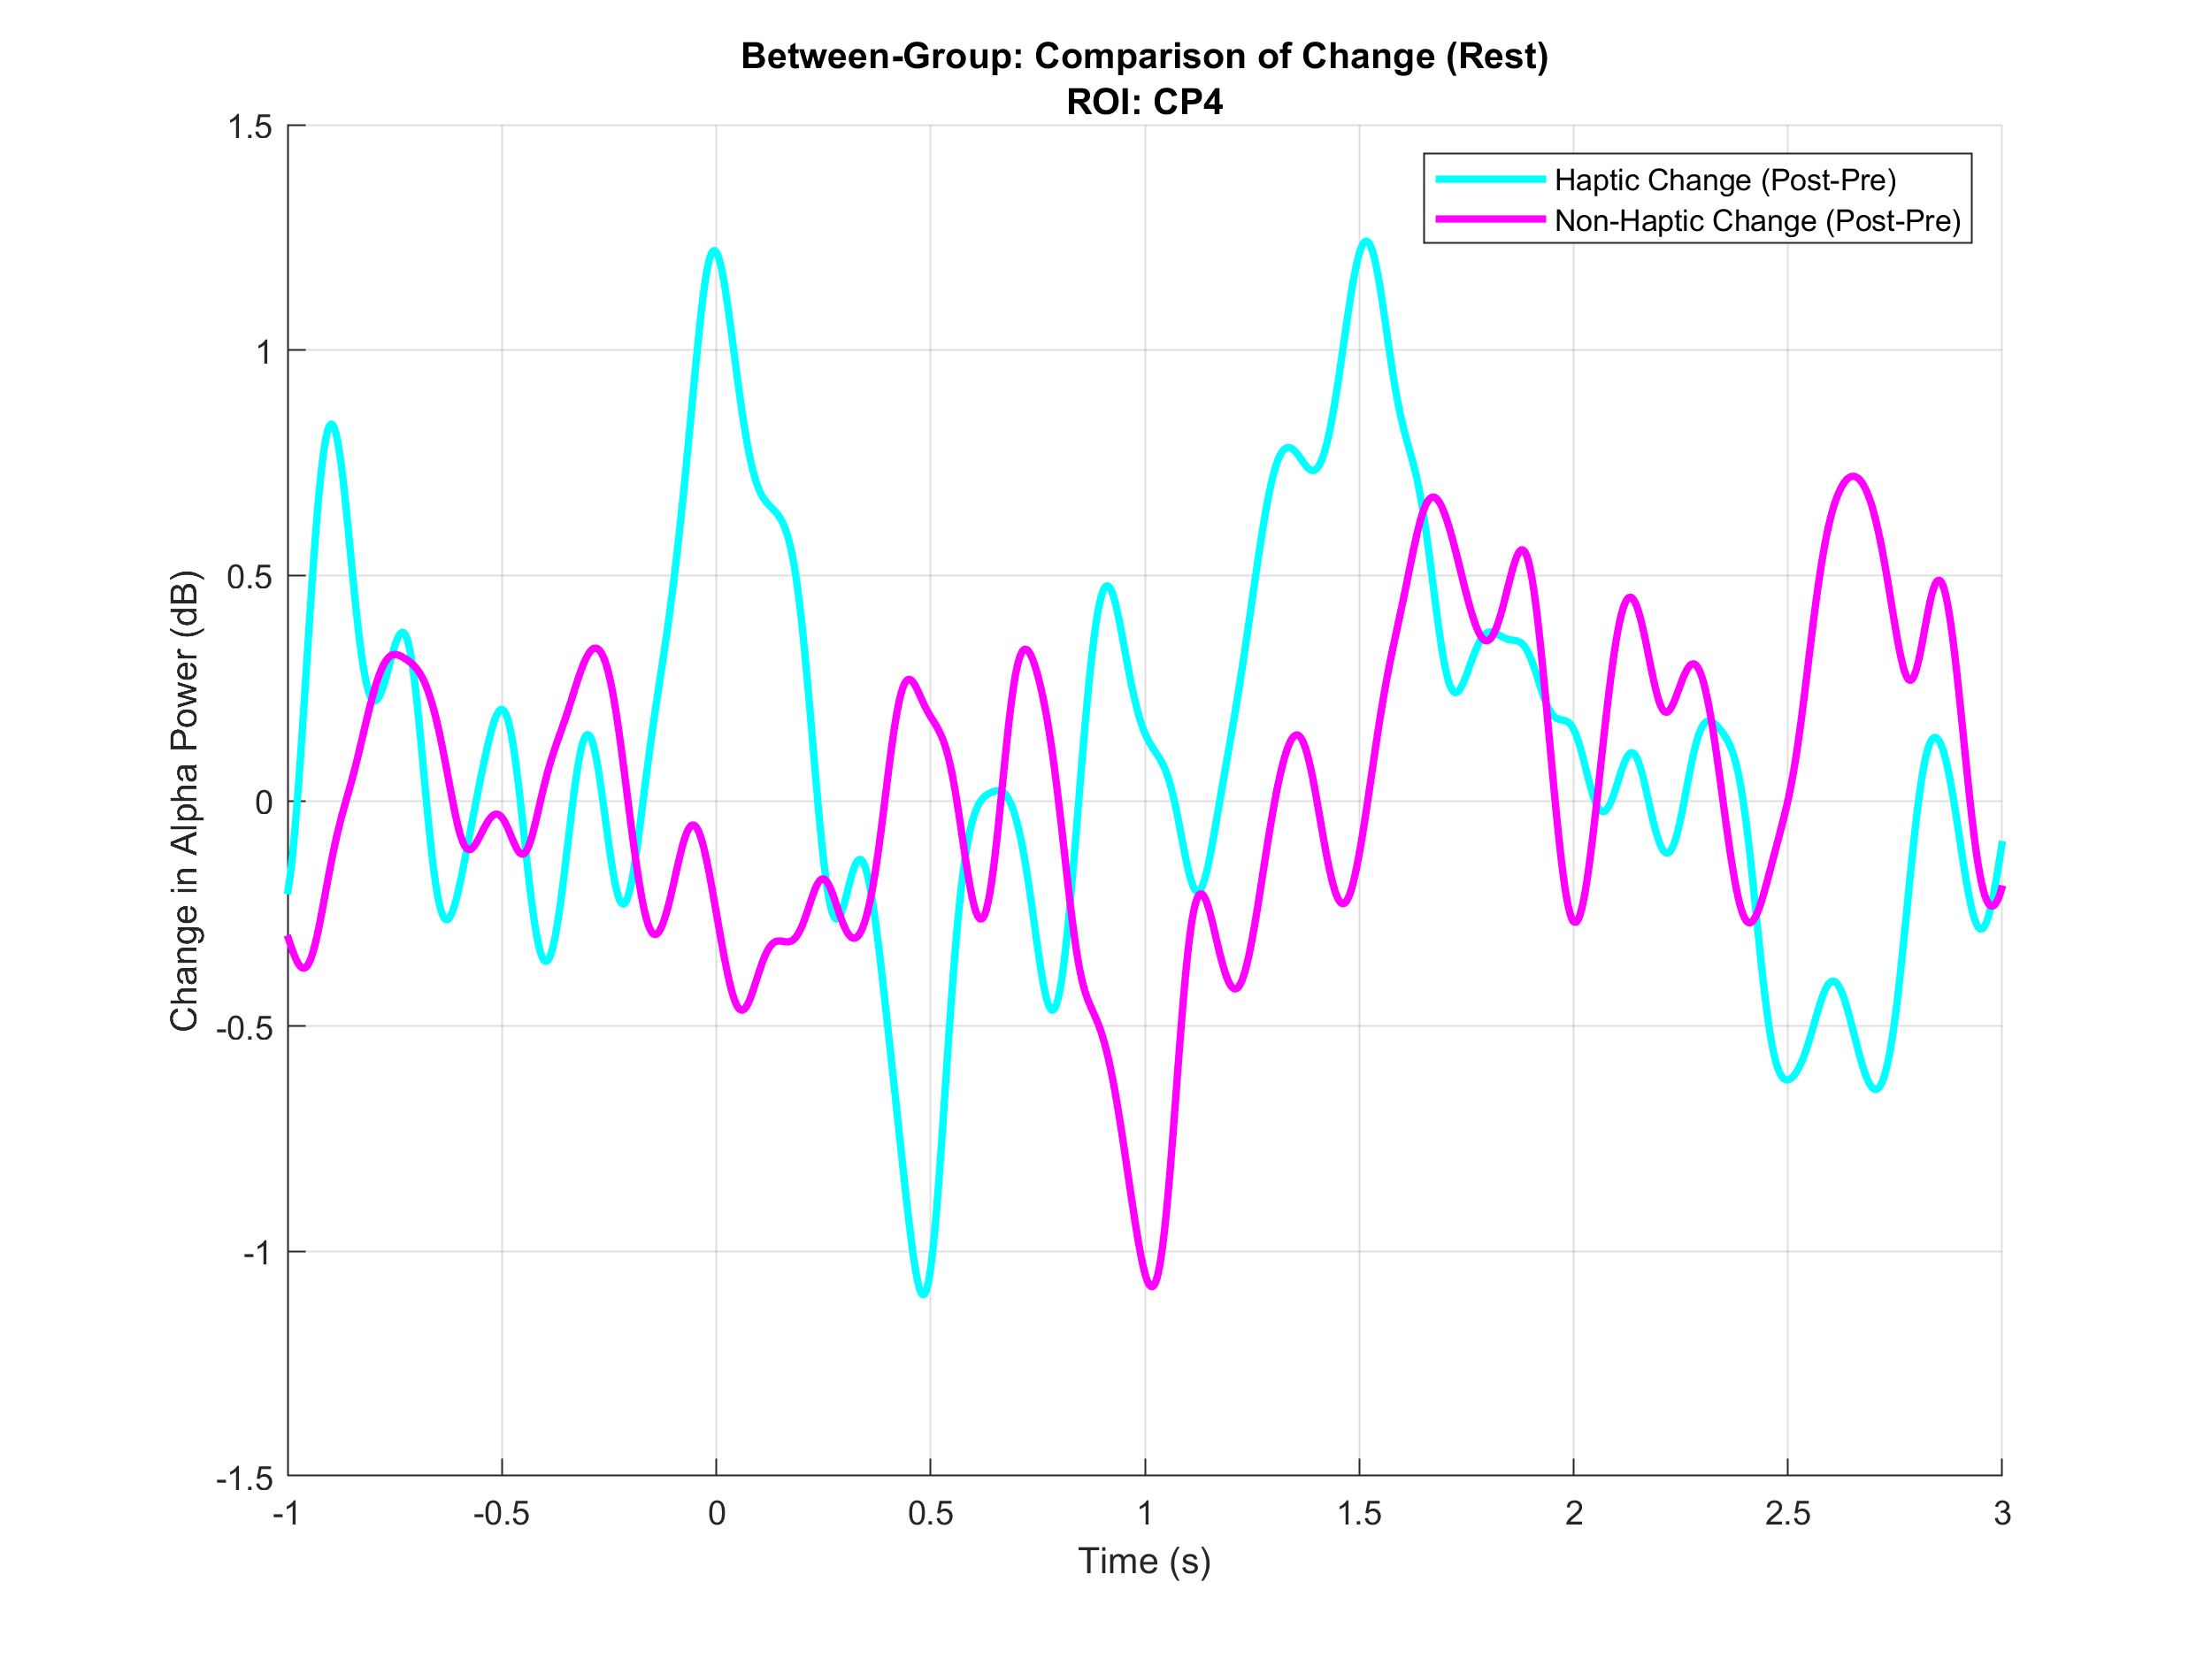 Between-Group: Comparison of Change (Rest)
ROI: CP4
Haptic Change (Post-Pre)
Non-Haptic Change (Post-Pre)
Change in Alpha Power (dB)
1.5
1
0.5
0
-0.5
-1
-1.5
-1 -0.5 0 0.5 1 1.5 2 2.5 3
Time (s)